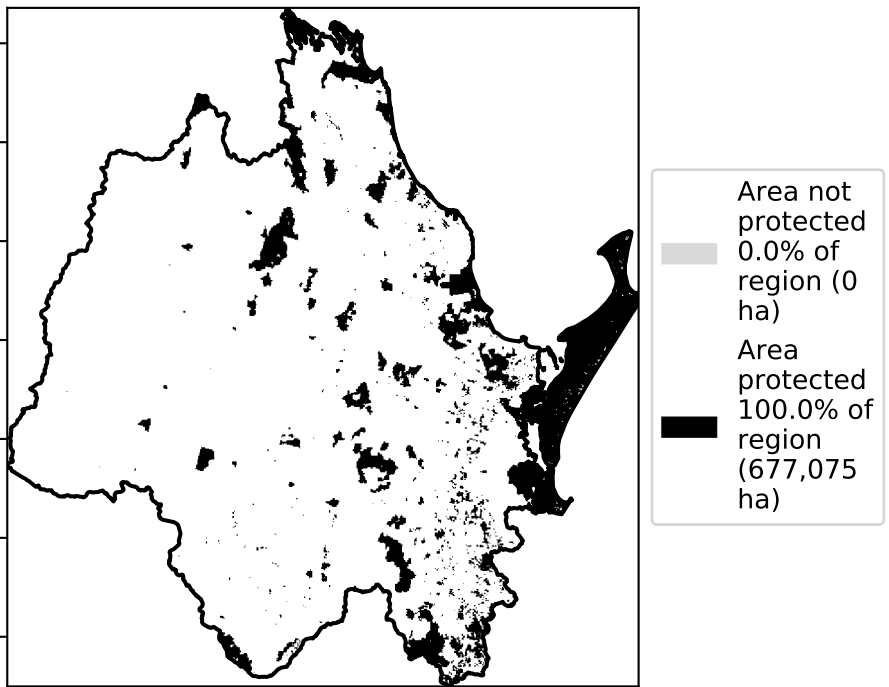 Area not
protected
0.0% of
region (0
ha)
Area
protected
100.0% of
region
(677,075
ha)